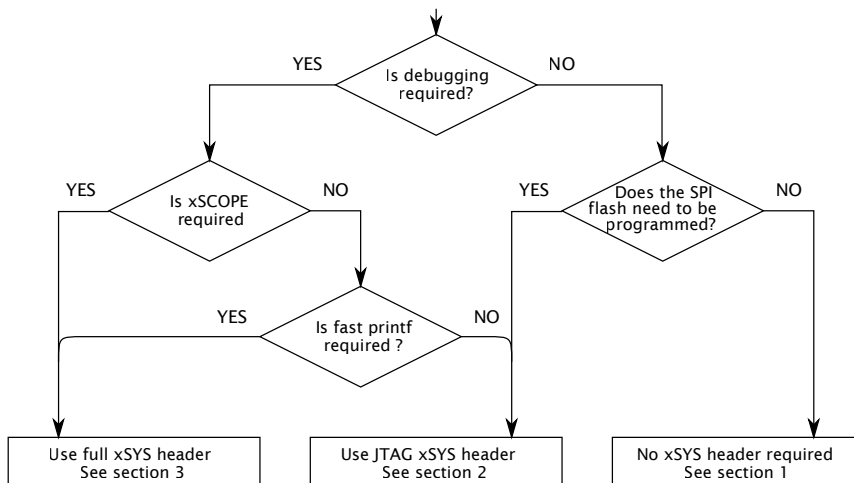 YES
Is debugging
required?
NO
YES
Is xSCOPE
required
NO
YES
Does the SPI
flash need to be
programmed?
NO
YES
Is fast printf
required ?
NO
Use full xSYS header
See section 3
Use JTAG xSYS header
See section 2
No xSYS header required
See section 1